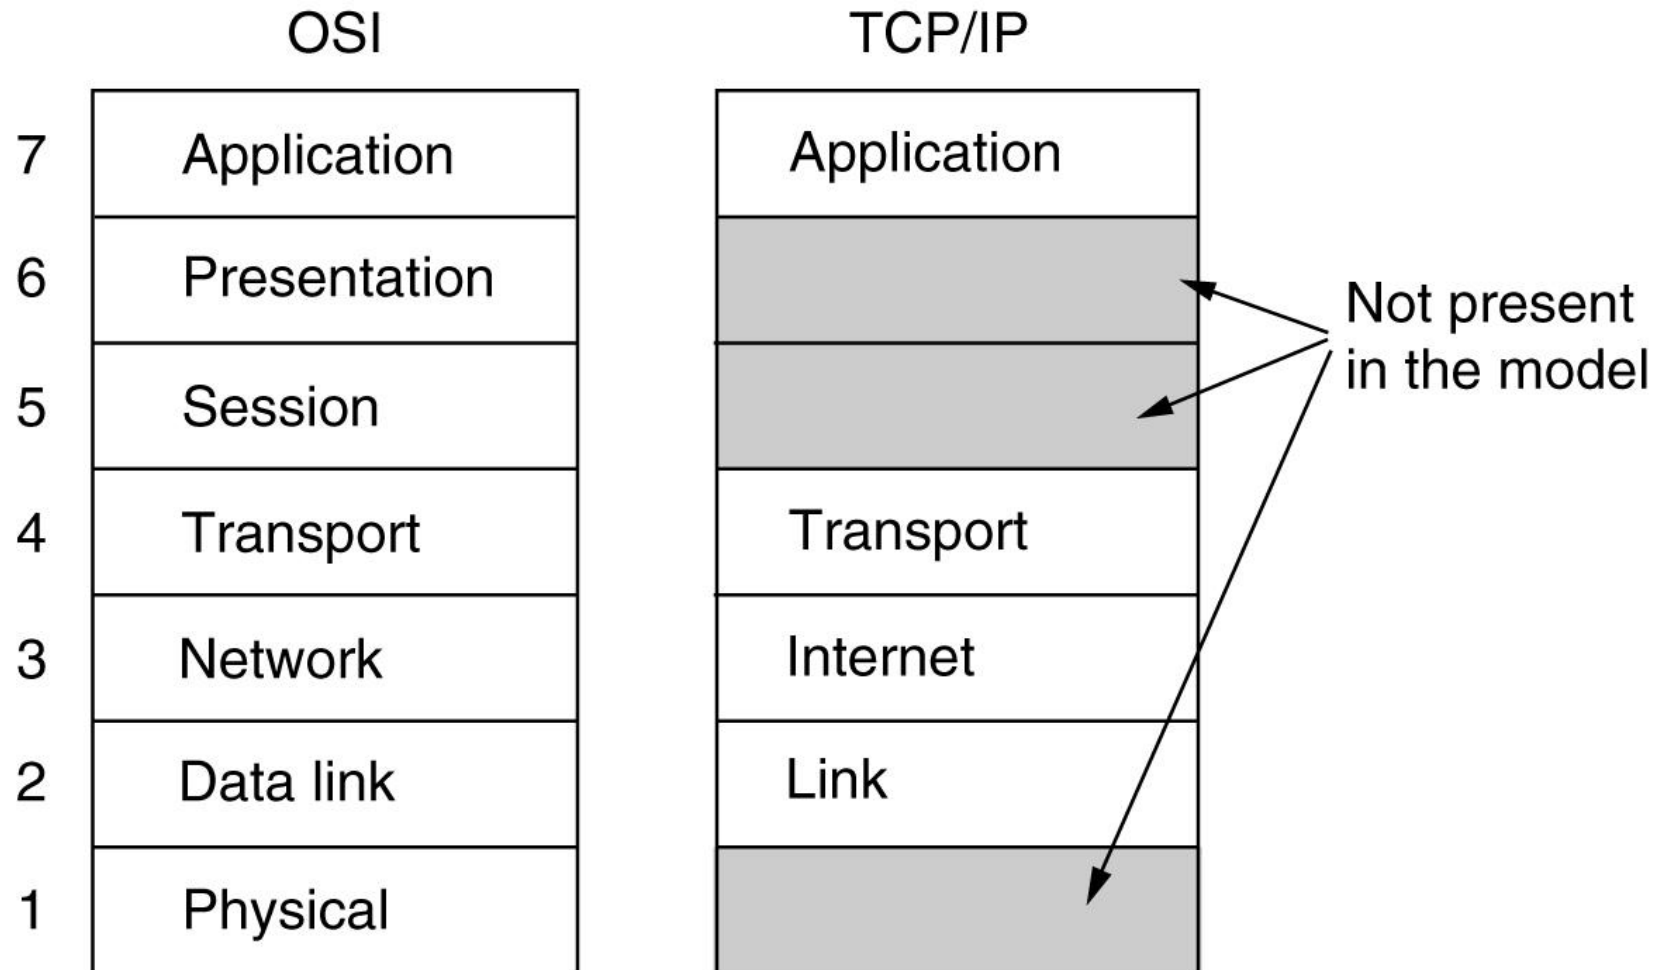 OSI TCP/IP
7 Application Application
6 Presentation
Not present
in the model
5 Session
4 Transport Transport
3 Network Internet
2 Data link Link
1 Physical